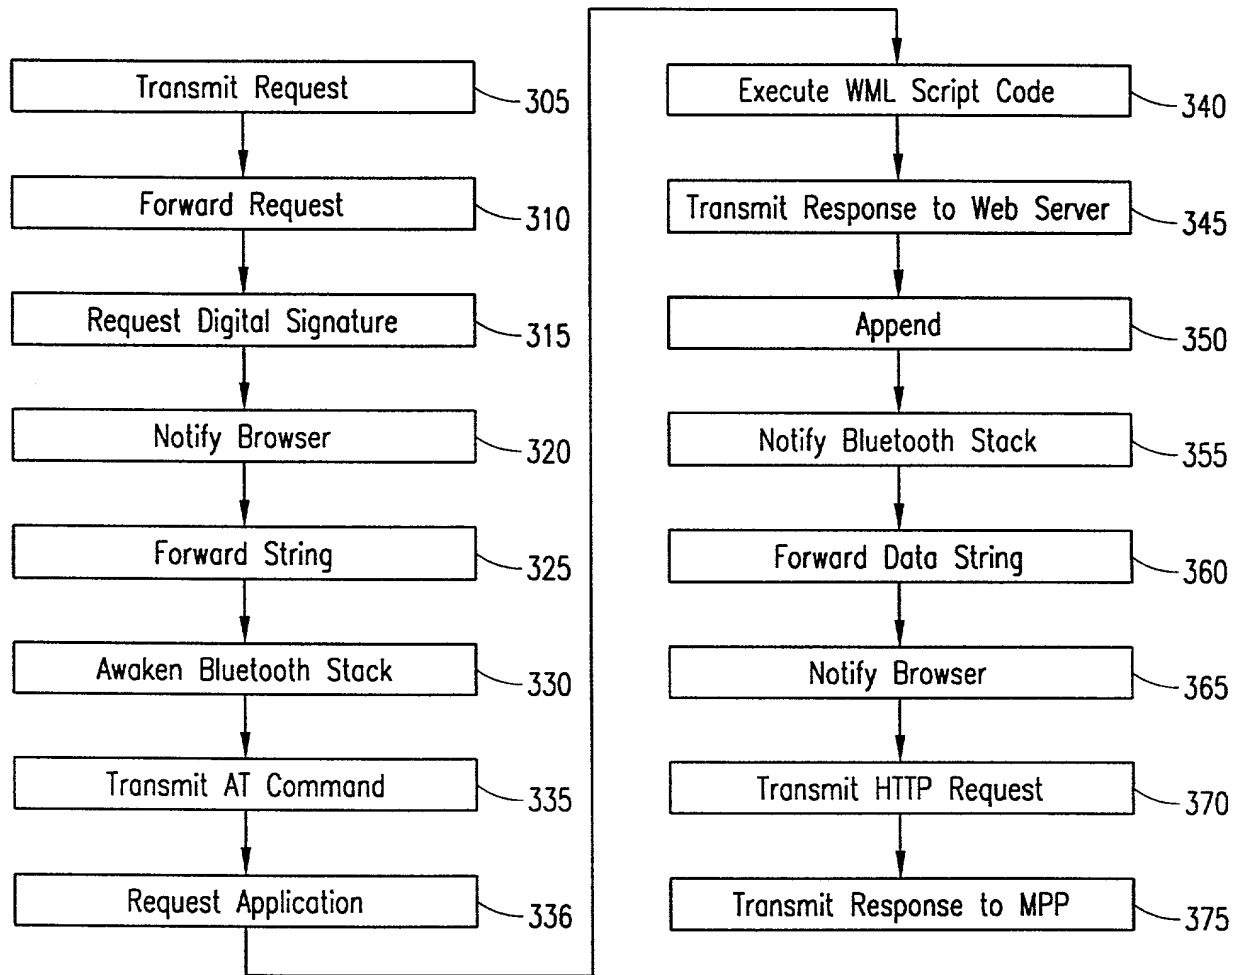 Transmit Request
305
Forward Request
310
Request Digital Signature
315
Notify Browser
320
Forward String
325
Awaken Bluetooth Stack
330
Transmit AT Command
335
Request Application
336
Execute WML Script Code
340
Transmit Response to Web Server
345
Append
350
Notify Bluetooth Stack
355
Forward Data String
360
Notify Browser
365
Transmit HTTP Request
370
Transmit Response to MPP
375